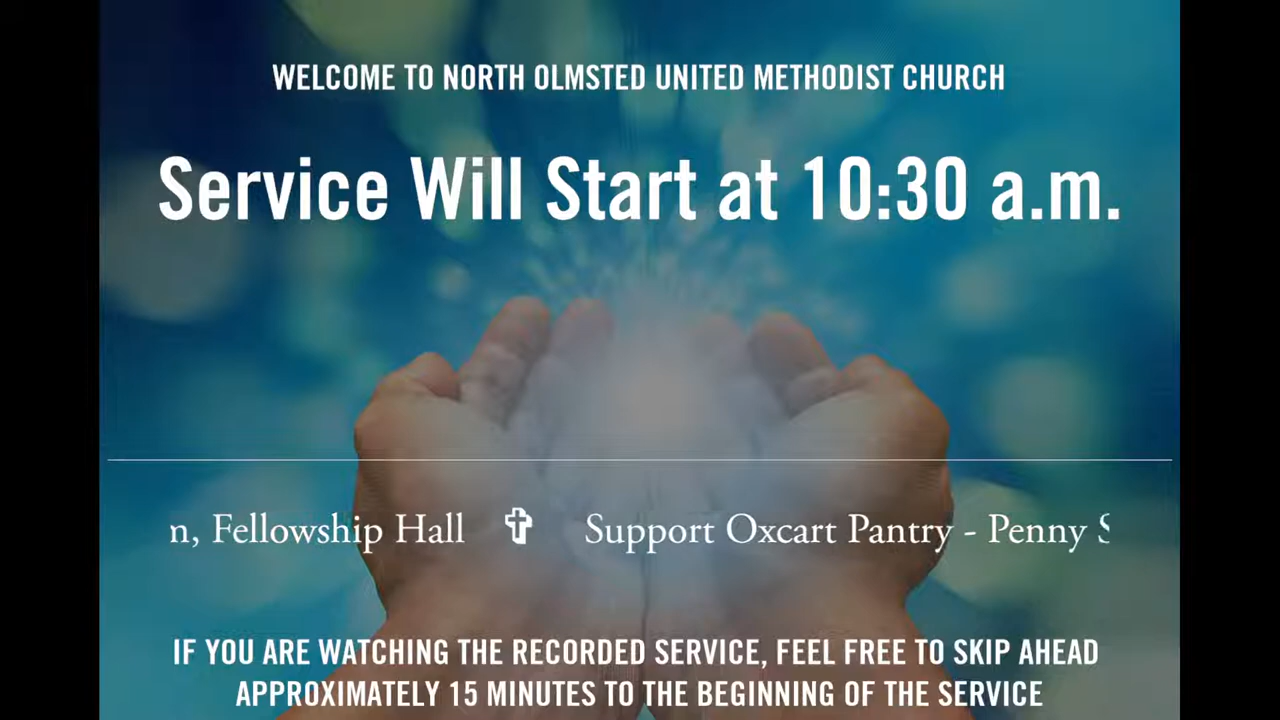 WELCOME TO NORTH OLMSTED UNITED METHODIST CHURCH
Service Will Start at 10:30 a.m.
n, Fellowship Hall ✞ Support Oxcart Pantry - Penny S
IF YOU ARE WATCHING THE RECORDED SERVICE, FEEL FREE TO SKIP AHEAD
APPROXIMATELY 15 MINUTES TO THE BEGINNING OF THE SERVICE